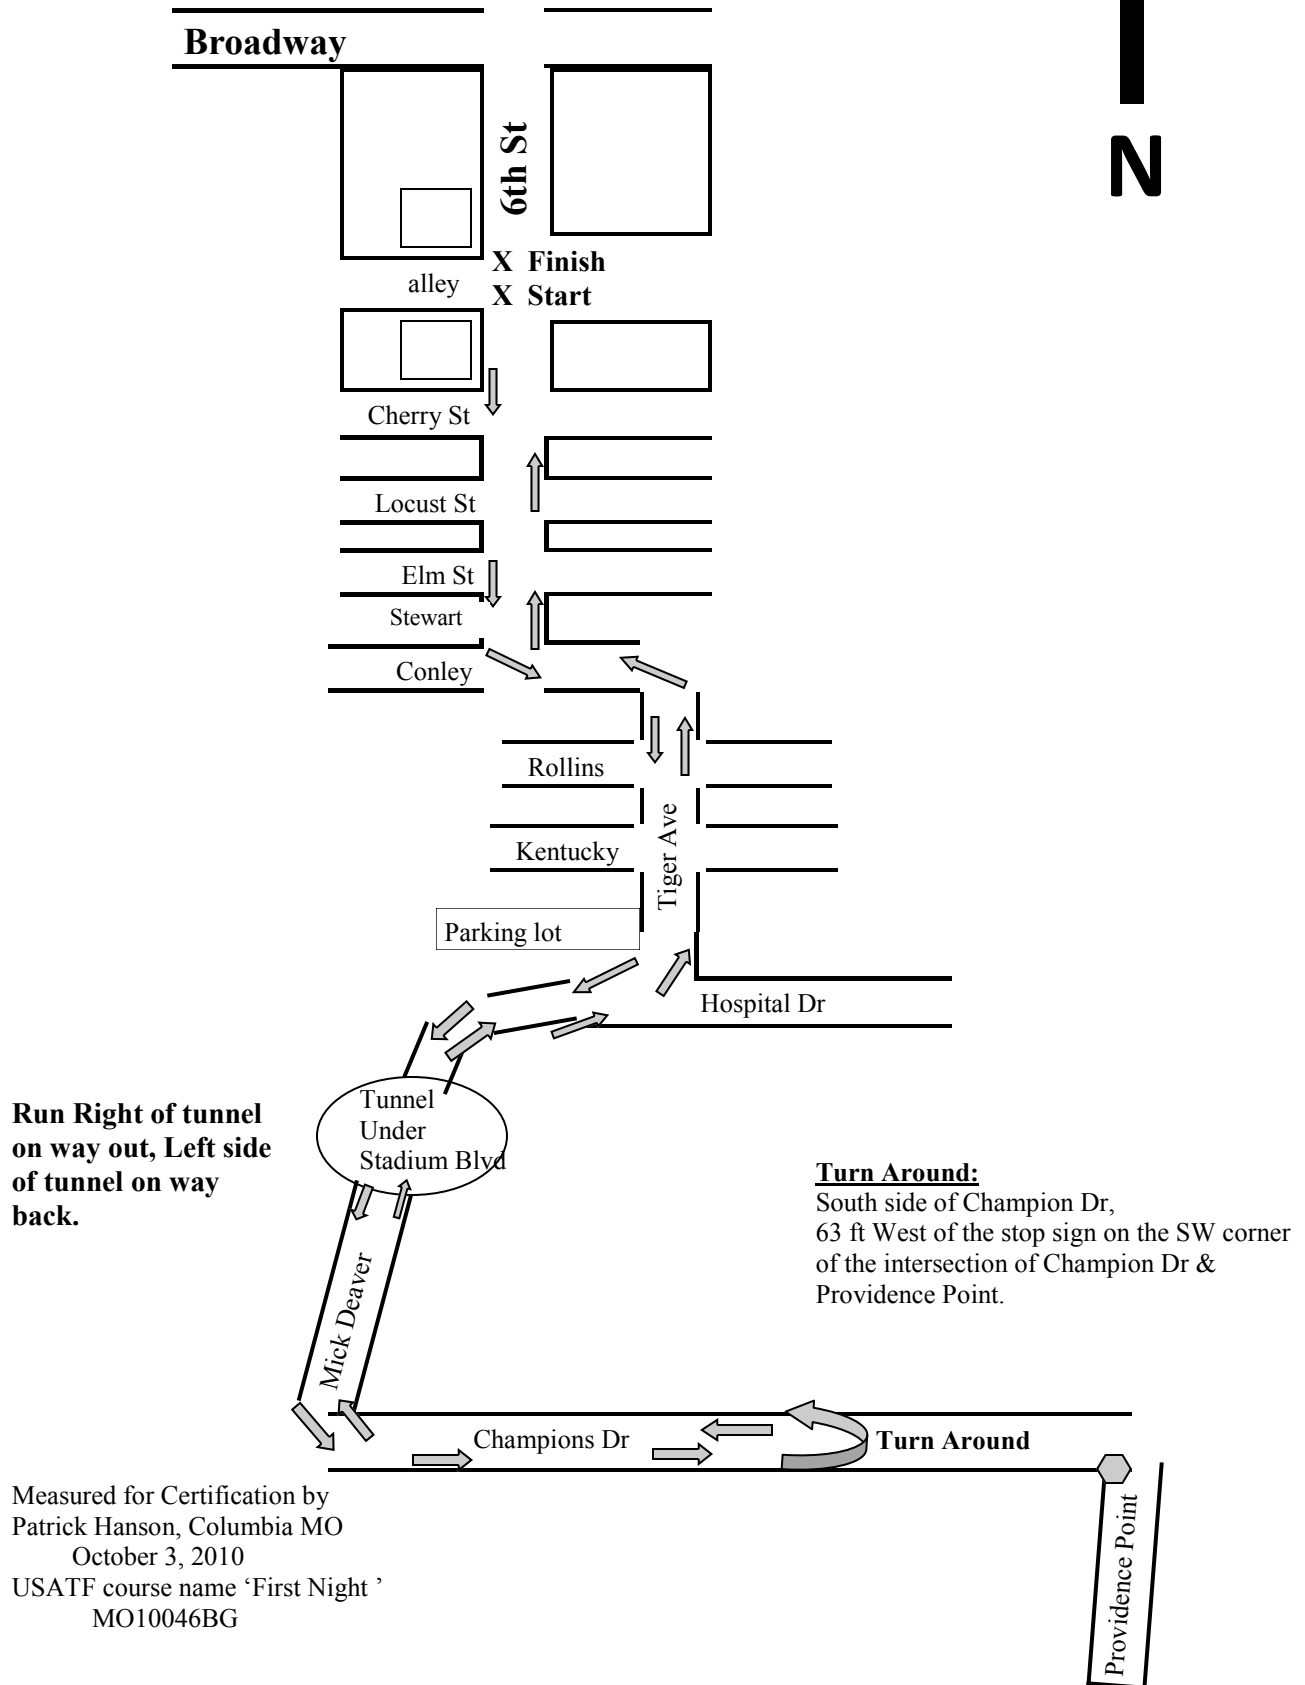 Broadway
N
6th St
X Finish
alley
X Start
Cherry St
Locust St
Elm St
Stewart
Conley
Rollins
Tiger Ave
Kentucky
Parking lot
Hospital Dr
Tunnel
Under
Stadium Blvd
Run Right of tunnel
on way out, Left side
of tunnel on way
back.
Turn Around:
South side of Champion Dr,
63 ft West of the stop sign on the SW corner
of the intersection of Champion Dr &
Providence Point.
Mick Deaver
Champions Dr
Turn Around
Providence Point
Measured for Certification by
Patrick Hanson, Columbia MO
October 3, 2010
USATF course name ‘First Night ’
MO10046BG